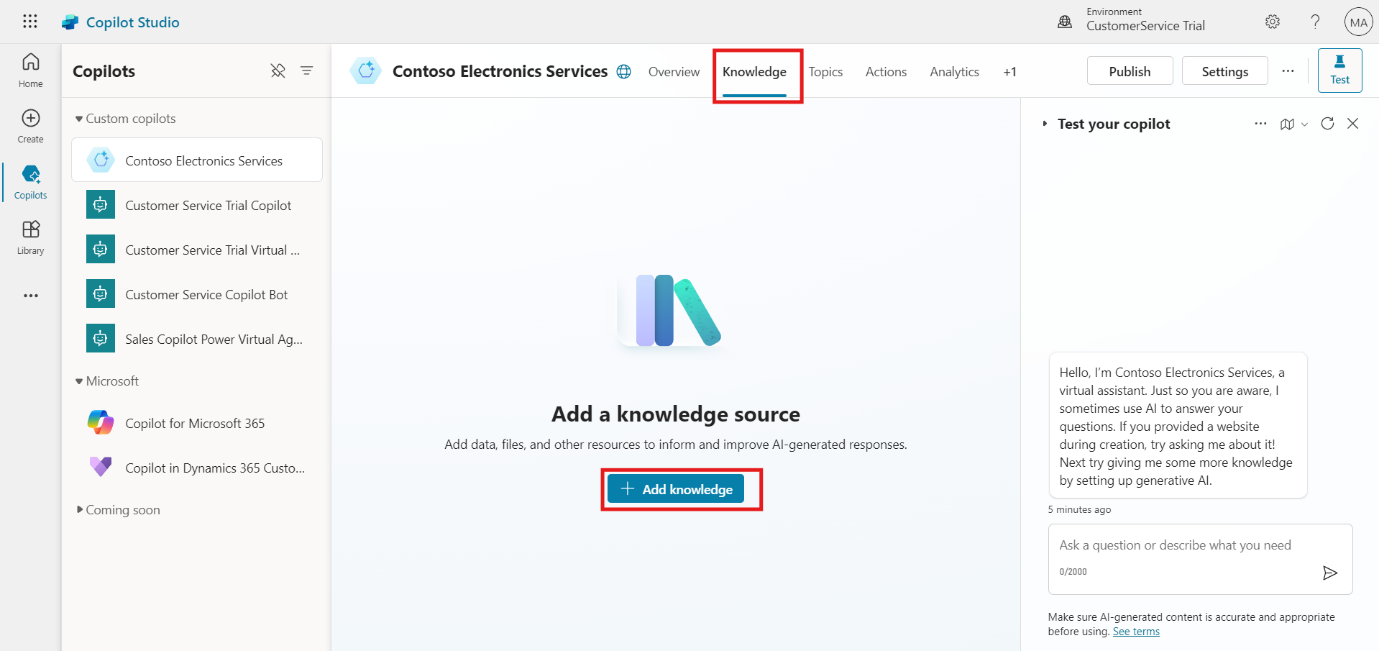 Copilot Studio
Environment
CustomerService Trial
?
MA
Home
Create
Copilots
Library
Copilots
Custom copilots
Contoso Electronics Services
Customer Service Trial Copilot
Customer Service Trial Virtual ...
Customer Service Copilot Bot
Sales Copilot Power Virtual Ag...
Microsoft
Copilot for Microsoft 365
Copilot in Dynamics 365 Custo...
Coming soon
Contoso Electronics Services
Overview
Knowledge
Topics
Actions
Analytics
+1
Publish
Settings
Test
Add a knowledge source
Add data, files, and other resources to inform and improve AI-generated responses.
+ Add knowledge
Test your copilot
Hello, I'm Contoso Electronics Services, a
virtual assistant. Just so you are aware, I
sometimes use AI to answer your
questions. If you provided a website
during creation, try asking me about it!
Next try giving me some more knowledge
by setting up generative AI.
5 minutes ago
Ask a question or describe what you need
0/2000
Make sure AI-generated content is accurate and appropriate
before using. See terms